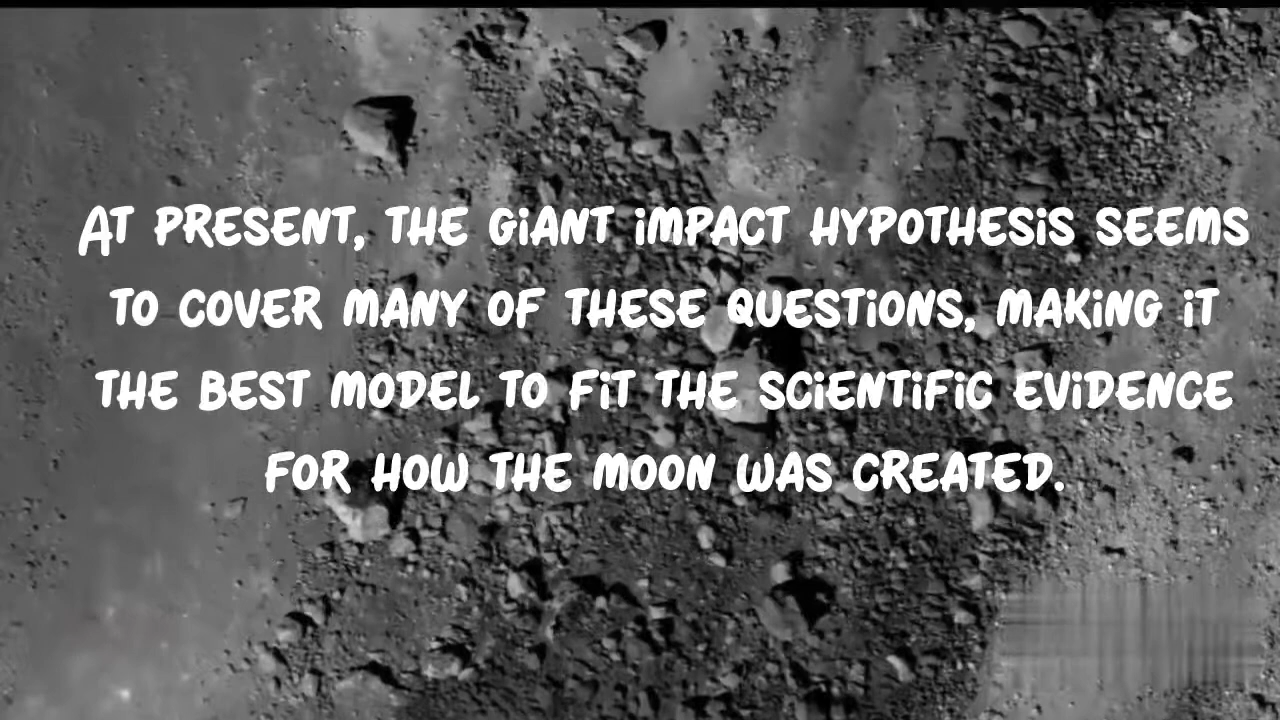 At present, the giant impact hypothesis seems
to cover many of these questions, making it
the best model to fit the scientific evidence
for how the moon was created.